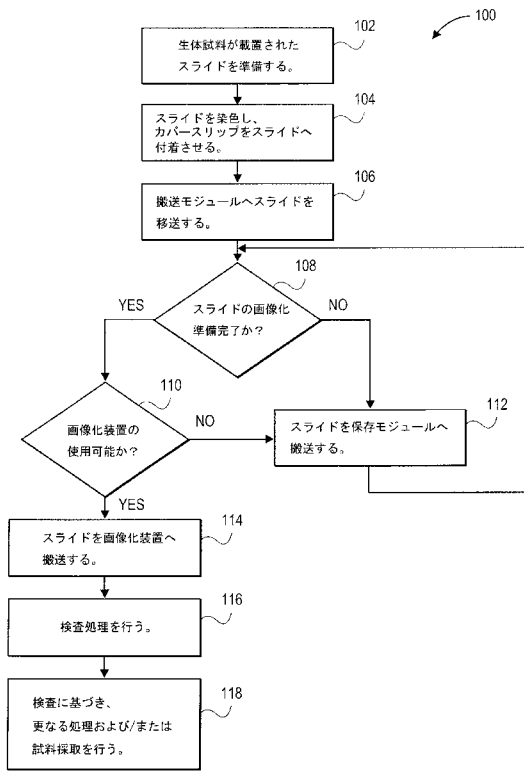 100
102
生体試料が載置された
スライドを準備する。
104
スライドを染色し、
カバースリップをスライドへ
付着させる。
106
搬送モジュールへスライドを
移送する。
108
スライドの画像化
準備完了か?
YES
NO
110
画像化装置の
使用可能か?
NO
YES
112
スライドを保存モジュールへ
搬送する。
114
スライドを画像化装置へ
搬送する。
116
検査処理を行う。
118
検査に基づき、
更なる処理および/または
試料採取を行う。